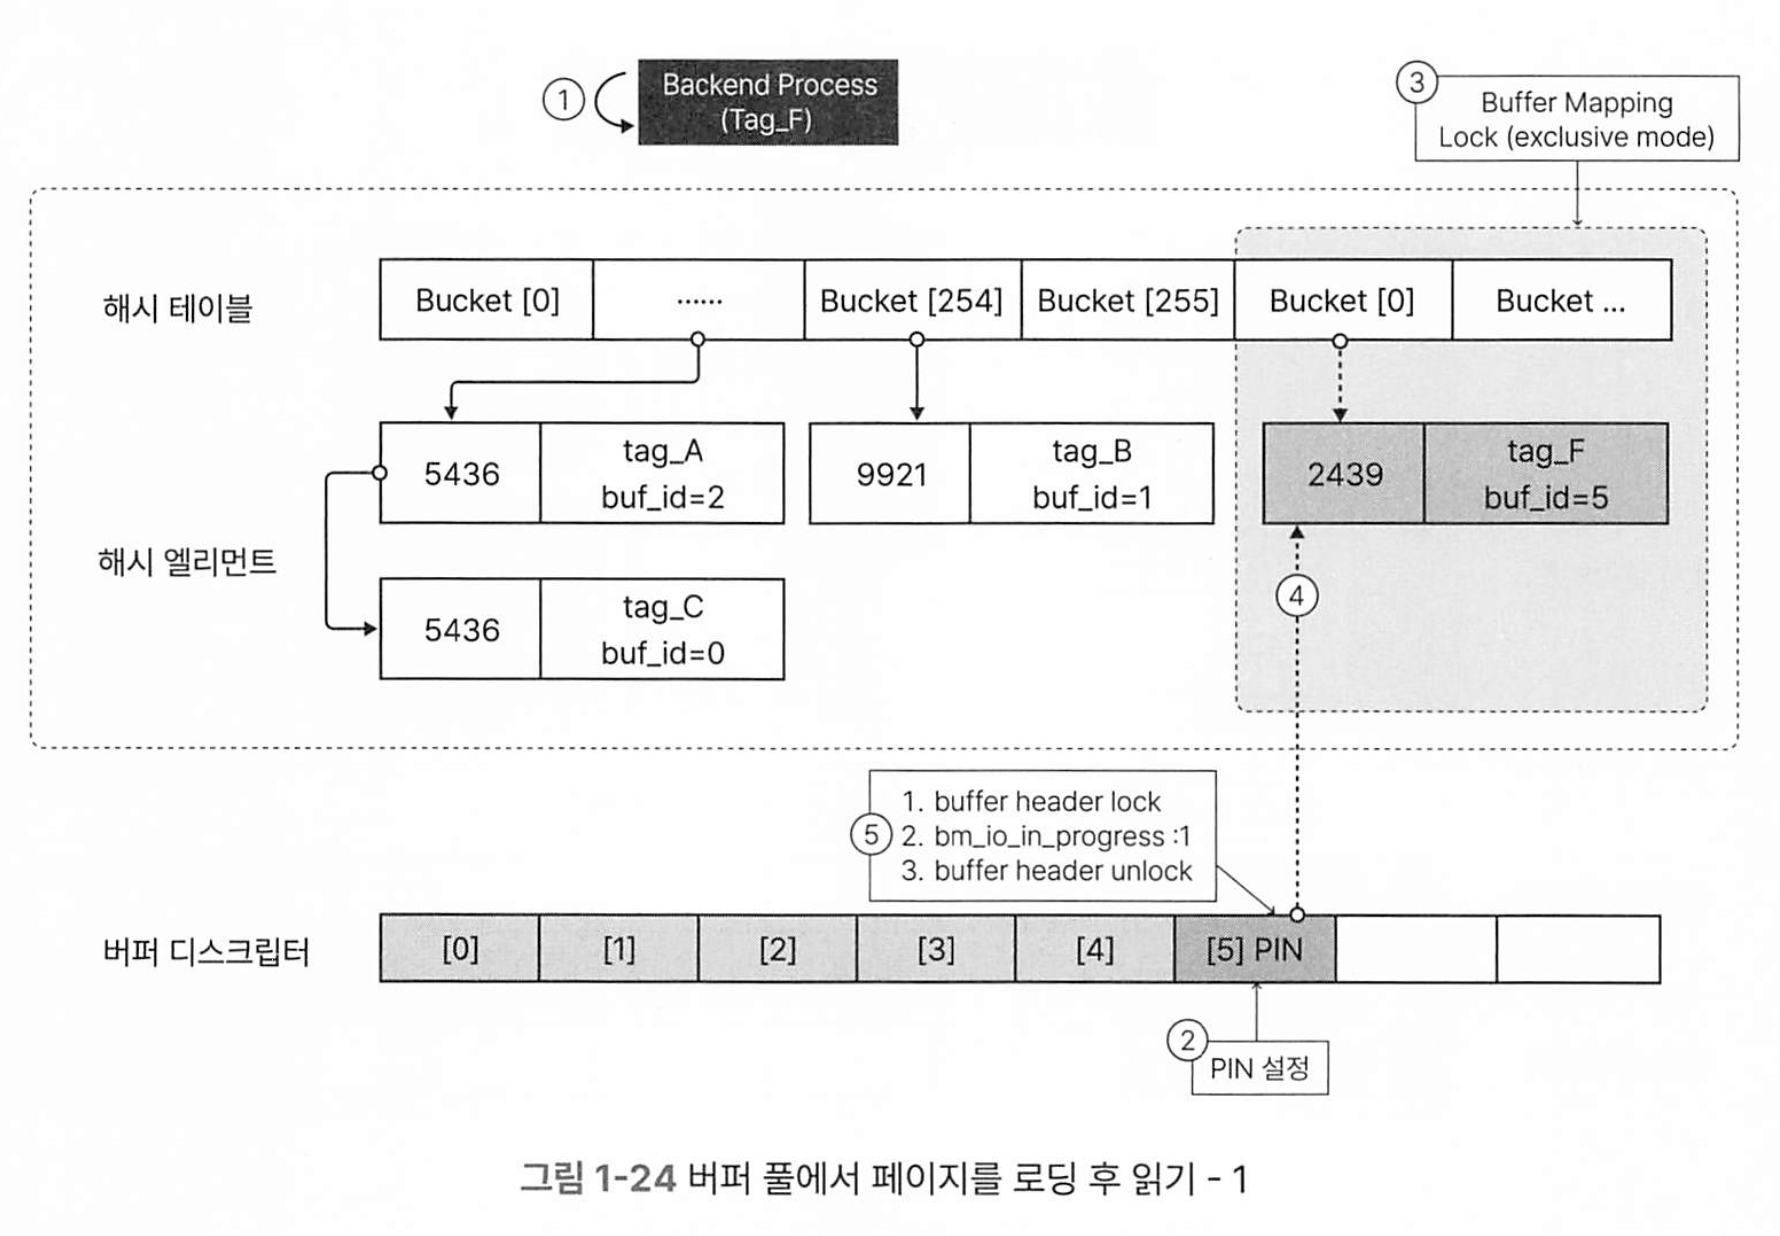 ①
Backend Process
(Tag_F)
③
Buffer Mapping
Lock (exclusive mode)
해시 테이블
Bucket [0]
......
Bucket [254]
Bucket [255]
Bucket [0]
Bucket ...
5436
tag_A
buf_id=2
9921
tag_B
buf_id=1
2439
tag_F
buf_id=5
해시 엘리먼트
5436
tag_C
buf_id=0
④
⑤
1. buffer header lock
2. bm_io_in_progress :1
3. buffer header unlock
버퍼 디스크립터
[0]
[1]
[2]
[3]
[4]
[5] PIN
②
PIN 설정
그림 1-24 버퍼 풀에서 페이지를 로딩 후 읽기 - 1